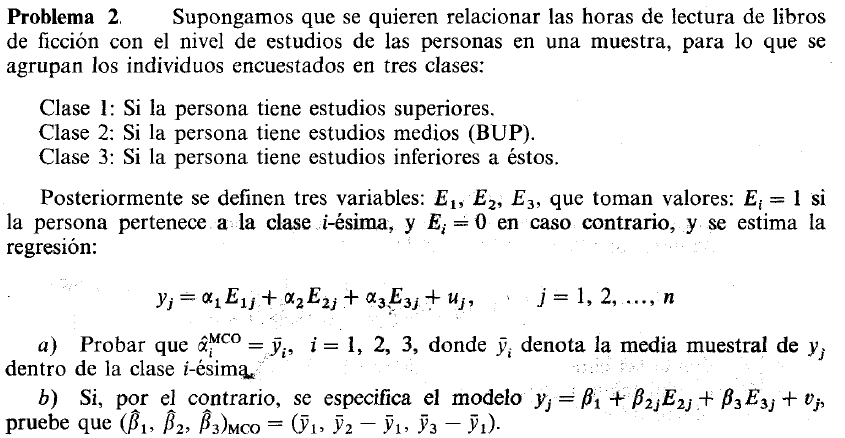 Problema 2. Supongamos que se quieren relacionar las horas de lectura de libros
de ficción con el nivel de estudios de las personas en una muestra, para lo que se
agrupan los individuos encuestados en tres clases:
Clase 1: Si la persona tiene estudios superiores.
Clase 2: Si la persona tiene estudios medios (BUP).
Clase 3: Si la persona tiene estudios inferiores a éstos.
Posteriormente se definen tres variables: E₁, E₂, E₃, que toman valores: Eᵢ = 1 si
la persona pertenece a la clase i-ésima, y Eᵢ = 0 en caso contrario, y se estima la
regresión:
yⱼ = α₁E₁ⱼ + α₂E₂ⱼ + α₃E₃ⱼ + uⱼ, j = 1, 2, ..., n
a) Probar que α̂ᵢᴹᶜᴼ = ȳᵢ, i = 1, 2, 3, donde ȳᵢ denota la media muestral de yⱼ
dentro de la clase i-ésima.
b) Si, por el contrario, se especifica el modelo yⱼ = β₁ + β₂ⱼE₂ⱼ + β₃E₃ⱼ + vⱼ,
pruebe que (β̂₁, β̂₂, β̂₃)MCO = (ȳ₁, ȳ₂ − ȳ₁, ȳ₃ − ȳ₁).